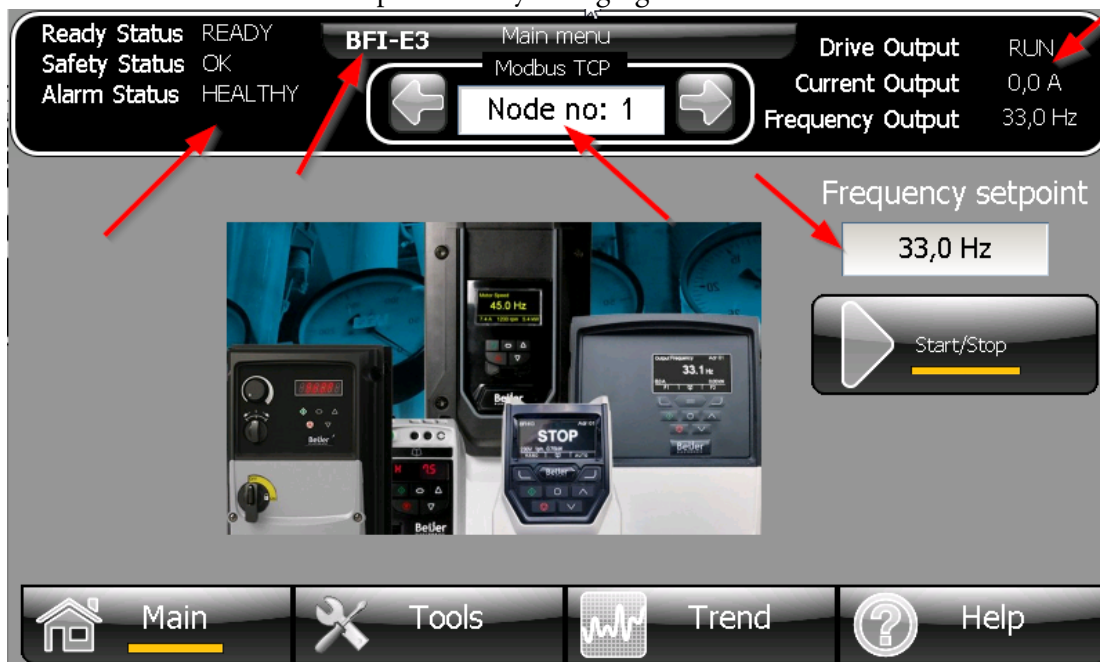 Ready Status READY
Safety Status OK
Alarm Status HEALTHY
BFI-E3
Main menu
Modbus TCP
Node no: 1
Drive Output RUN
Current Output 0,0 A
Frequency Output 33,0 Hz
Frequency setpoint
33,0 Hz
Start/Stop
Motor Speed
45.0 Hz
Output Frequency
33.1 Hz
Beijer
STOP
Beijer
Beijer
Beijer
Beijer
Main
Tools
Trend
Help